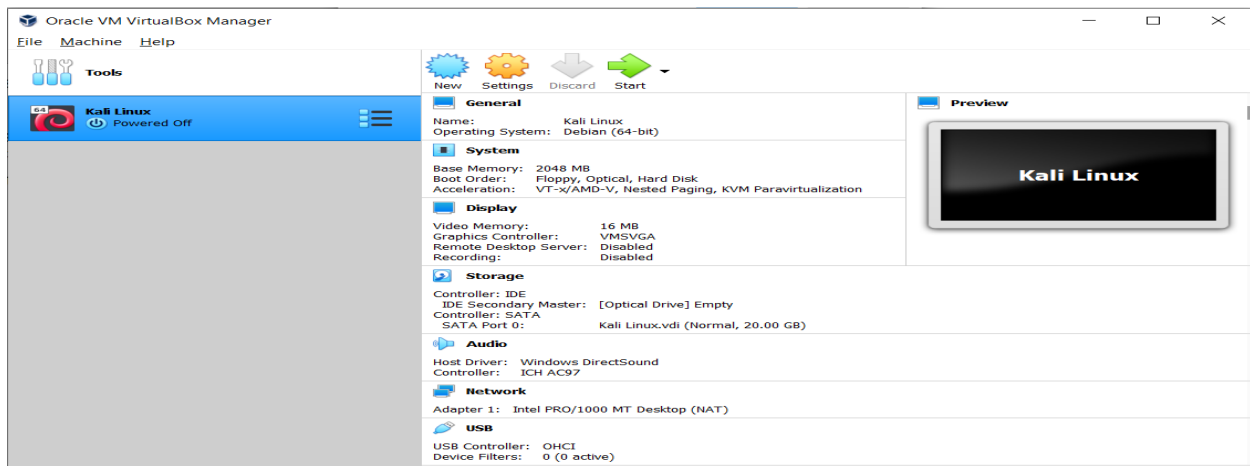 Oracle VM VirtualBox Manager
File Machine Help
Tools
New Settings Discard Start
64
Kali Linux
Powered Off
General
Name: Kali Linux
Operating System: Debian (64-bit)
System
Base Memory: 2048 MB
Boot Order: Floppy, Optical, Hard Disk
Acceleration: VT-x/AMD-V, Nested Paging, KVM Paravirtualization
Display
Video Memory: 16 MB
Graphics Controller: VMSVGA
Remote Desktop Server: Disabled
Recording: Disabled
Storage
Controller: IDE
IDE Secondary Master: [Optical Drive] Empty
Controller: SATA
SATA Port 0: Kali Linux.vdi (Normal, 20.00 GB)
Audio
Host Driver: Windows DirectSound
Controller: ICH AC97
Network
Adapter 1: Intel PRO/1000 MT Desktop (NAT)
USB
USB Controller: OHCI
Device Filters: 0 (0 active)
Preview
Kali Linux